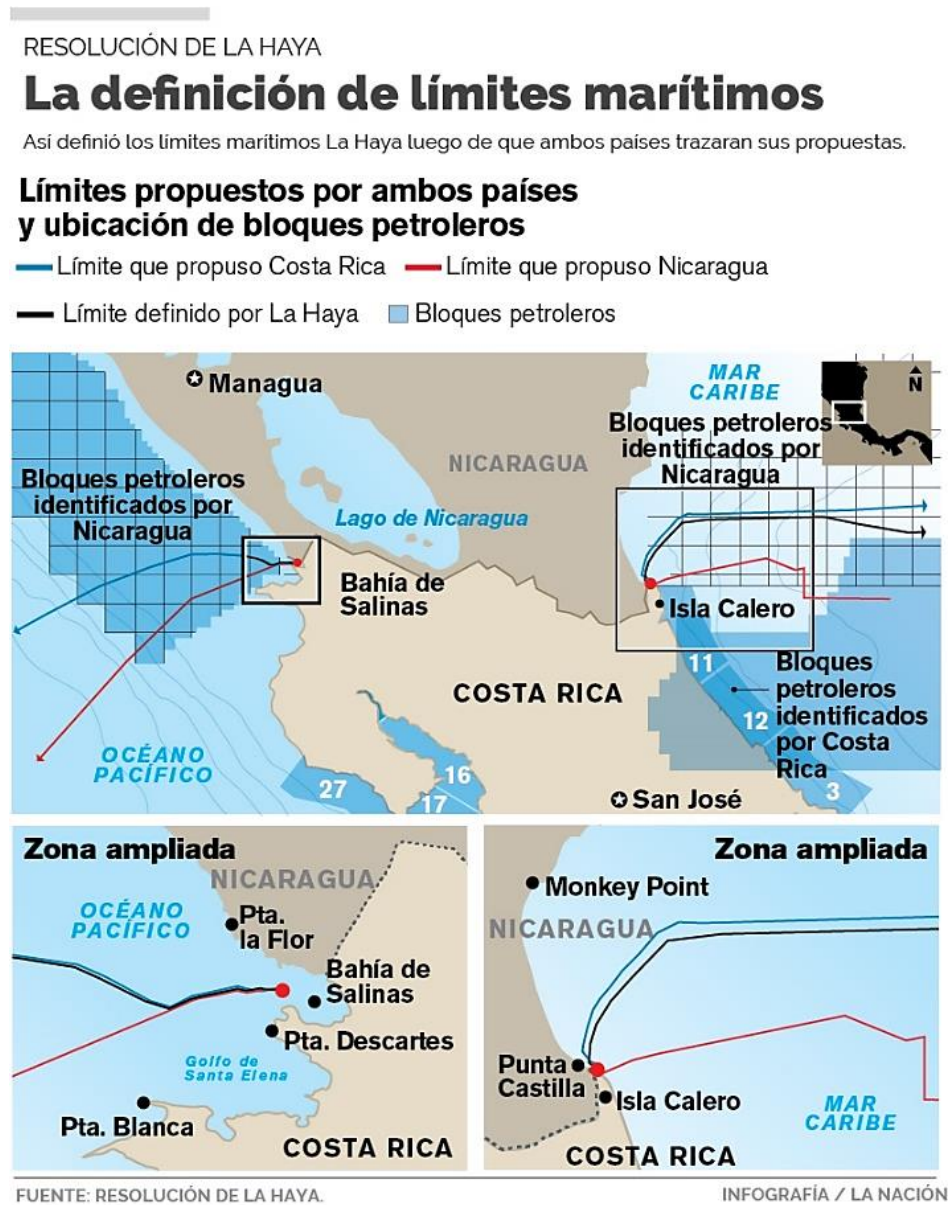 RESOLUCIÓN DE LA HAYA
La definición de límites marítimos
Así definió los límites marítimos La Haya luego de que ambos países trazaran sus propuestas.
Límites propuestos por ambos países
y ubicación de bloques petroleros
Límite que propuso Costa Rica
Límite que propuso Nicaragua
Límite definido por La Haya
Bloques petroleros
Managua
MAR
CARIBE
N
Bloques petroleros
identificados por
Nicaragua
NICARAGUA
Bloques petroleros
identificados por
Nicaragua
Lago de Nicaragua
Bahía de
Salinas
Isla Calero
COSTA RICA
11
12
3
Bloques
petroleros
identificados
por Costa
Rica
OCÉANO
PACÍFICO
27
16
17
San José
Zona ampliada
NICARAGUA
OCÉANO
PACÍFICO
Pta.
la Flor
Bahía de
Salinas
Pta. Descartes
Golfo de
Santa Elena
Pta. Blanca
COSTA RICA
Zona ampliada
Monkey Point
NICARAGUA
Punta
Castilla
Isla Calero
MAR
CARIBE
COSTA RICA
FUENTE: RESOLUCIÓN DE LA HAYA.
INFOGRAFÍA / LA NACIÓN